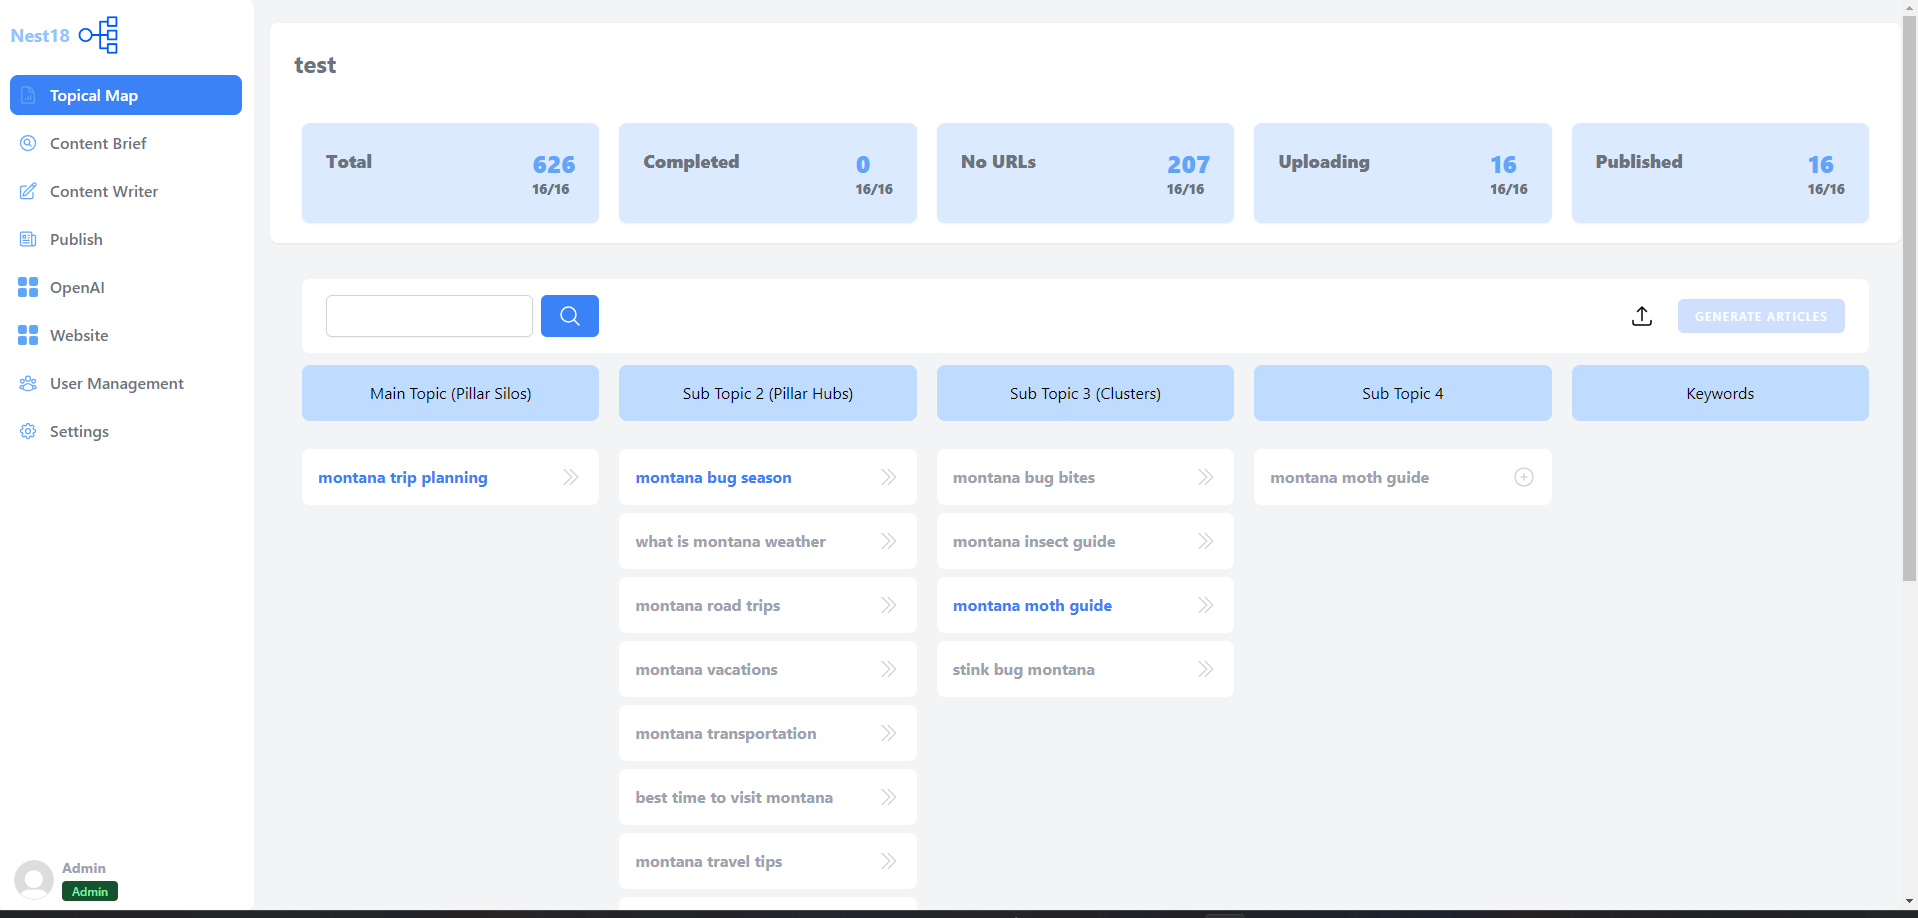 Nest18
Topical Map
Content Brief
Content Writer
Publish
OpenAI
Website
User Management
Settings
Admin
Admin
test
Total
626
16/16
Completed
0
16/16
No URLs
207
16/16
Uploading
16
16/16
Published
16
16/16
GENERATE ARTICLES
Main Topic (Pillar Silos)
Sub Topic 2 (Pillar Hubs)
Sub Topic 3 (Clusters)
Sub Topic 4
Keywords
montana trip planning
montana bug season
what is montana weather
montana road trips
montana vacations
montana transportation
best time to visit montana
montana travel tips
montana bug bites
montana insect guide
montana moth guide
stink bug montana
montana moth guide